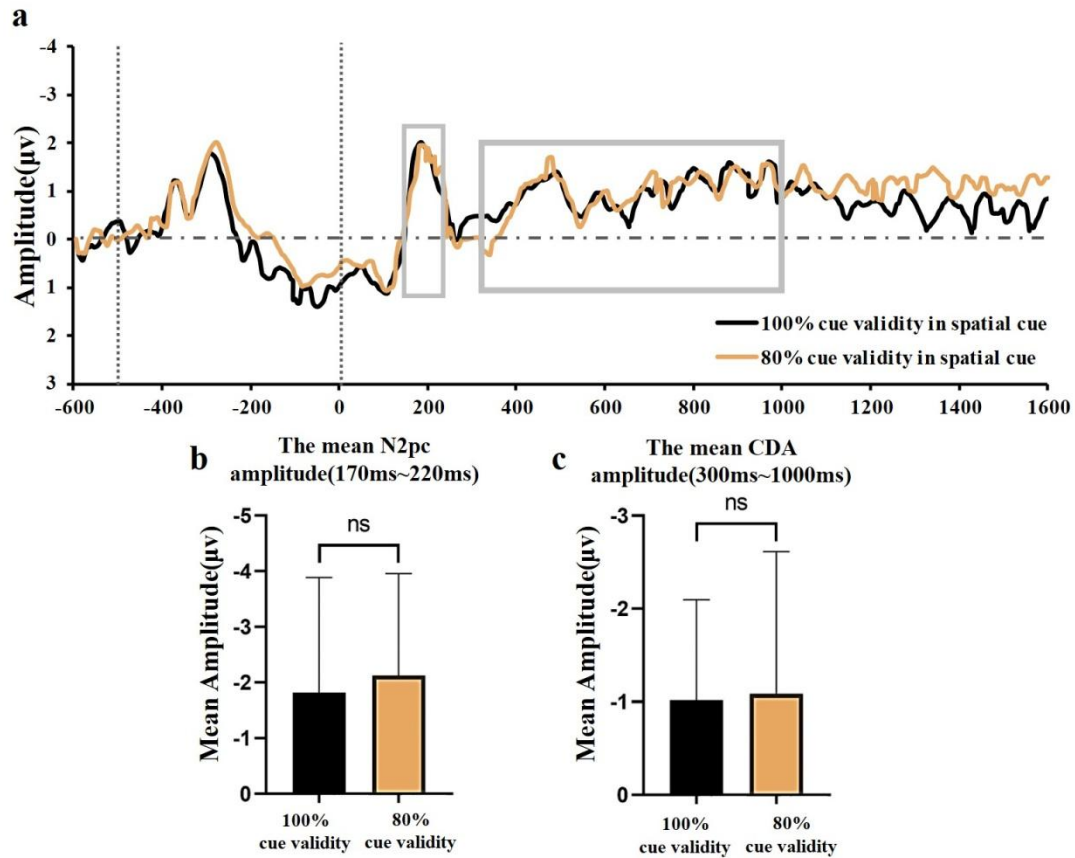 a
-4
-3
-2
-1
0
1
2
3
Amplitude(μv)
100% cue validity in spatial cue
80% cue validity in spatial cue
-600 -400 -200 0 200 400 600 800 1000 1200 1400 1600
b
The mean N2pc
amplitude(170ms~220ms)
-5
-4
-3
-2
-1
0
Mean Amplitude(μv)
ns
100%
cue validity
80%
cue validity
c
The mean CDA
amplitude(300ms~1000ms)
-3
-2
-1
0
Mean Amplitude(μv)
ns
100%
cue validity
80%
cue validity